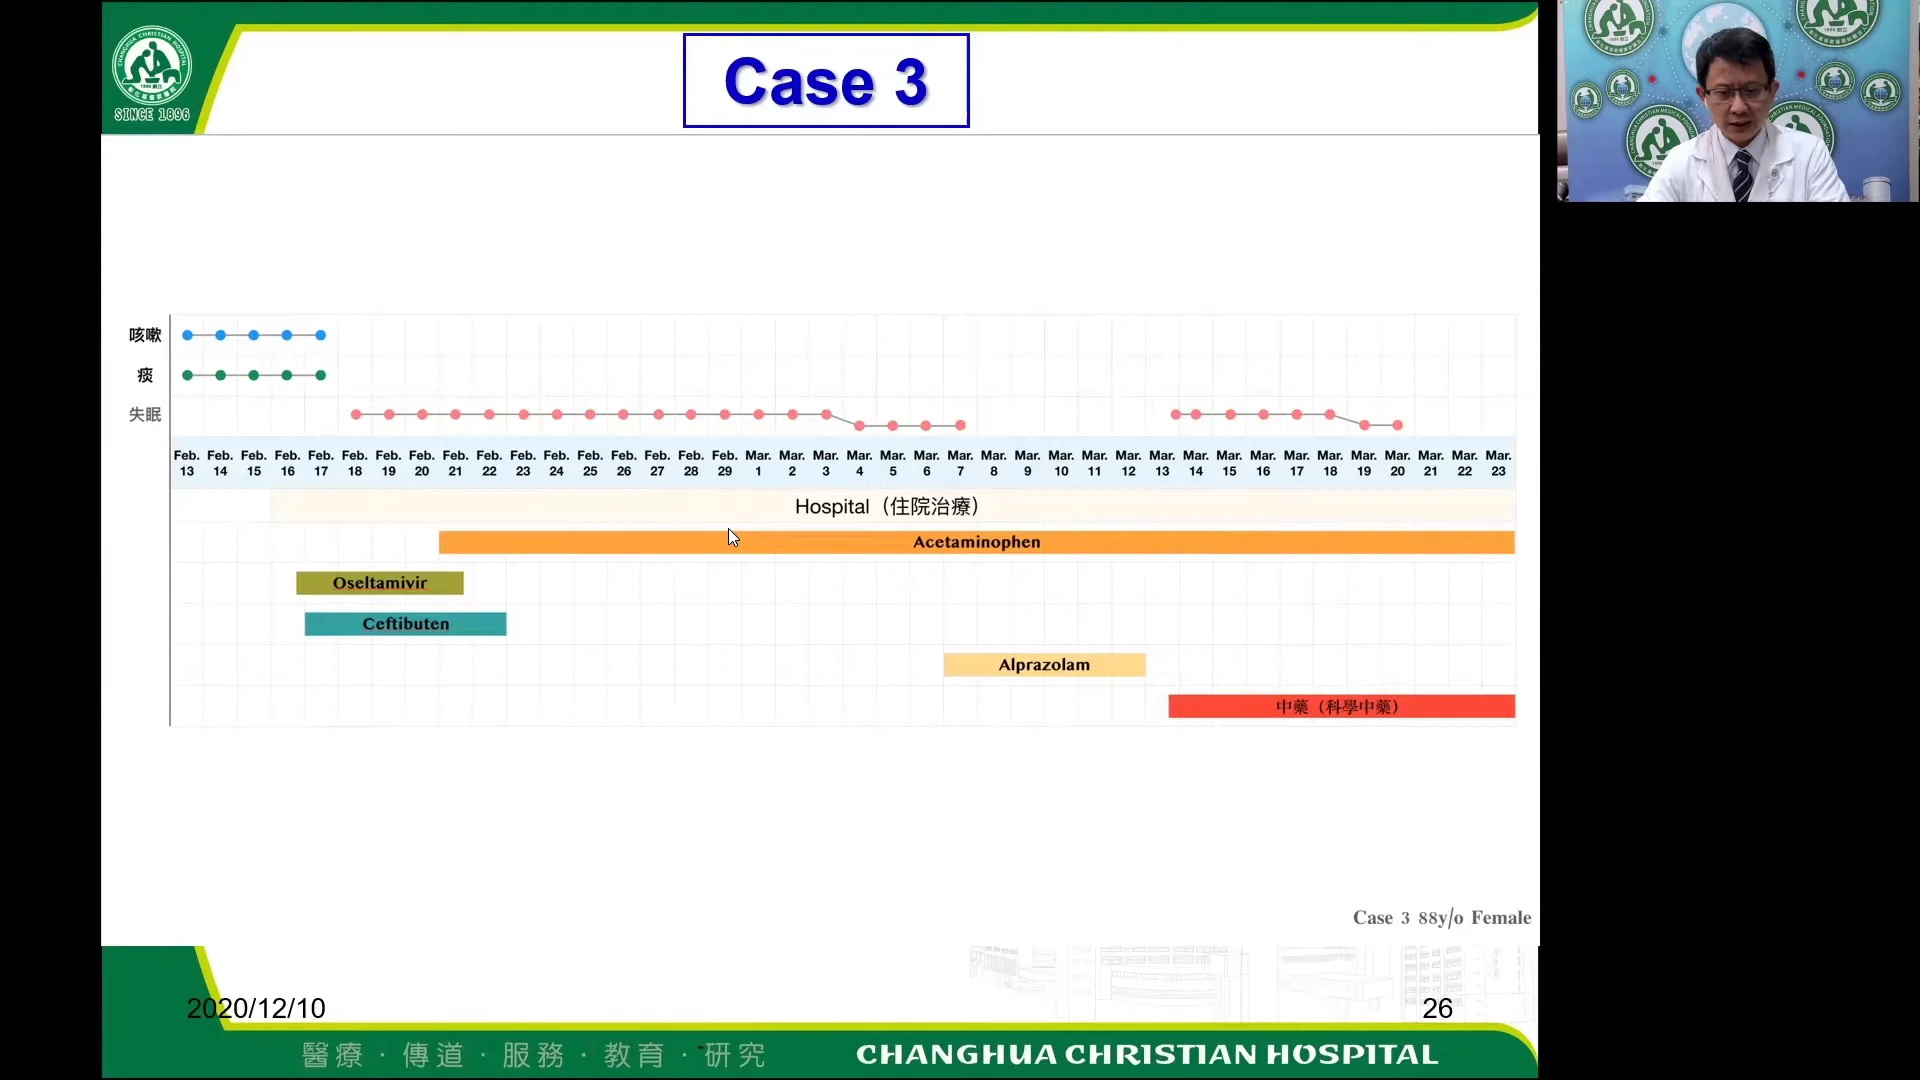 CHANGHUA CHRISTIAN HOSPITAL
SINCE 1896
Case 3
咳嗽
痰
失眠
Feb. 13 Feb. 14 Feb. 15 Feb. 16 Feb. 17 Feb. 18 Feb. 19 Feb. 20 Feb. 21 Feb. 22 Feb. 23 Feb. 24 Feb. 25 Feb. 26 Feb. 27 Feb. 28 Feb. 29 Mar. 1 Mar. 2 Mar. 3 Mar. 4 Mar. 5 Mar. 6 Mar. 7 Mar. 8 Mar. 9 Mar. 10 Mar. 11 Mar. 12 Mar. 13 Mar. 14 Mar. 15 Mar. 16 Mar. 17 Mar. 18 Mar. 19 Mar. 20 Mar. 21 Mar. 22 Mar. 23
Hospital（住院治療）
Acetaminophen
Oseltamivir
Ceftibuten
Alprazolam
中藥（科學中藥）
Case 3 88y/o Female
2020/12/10
26
醫療 · 傳道 · 服務 · 教育 · 研究
CHANGHUA CHRISTIAN HOSPITAL